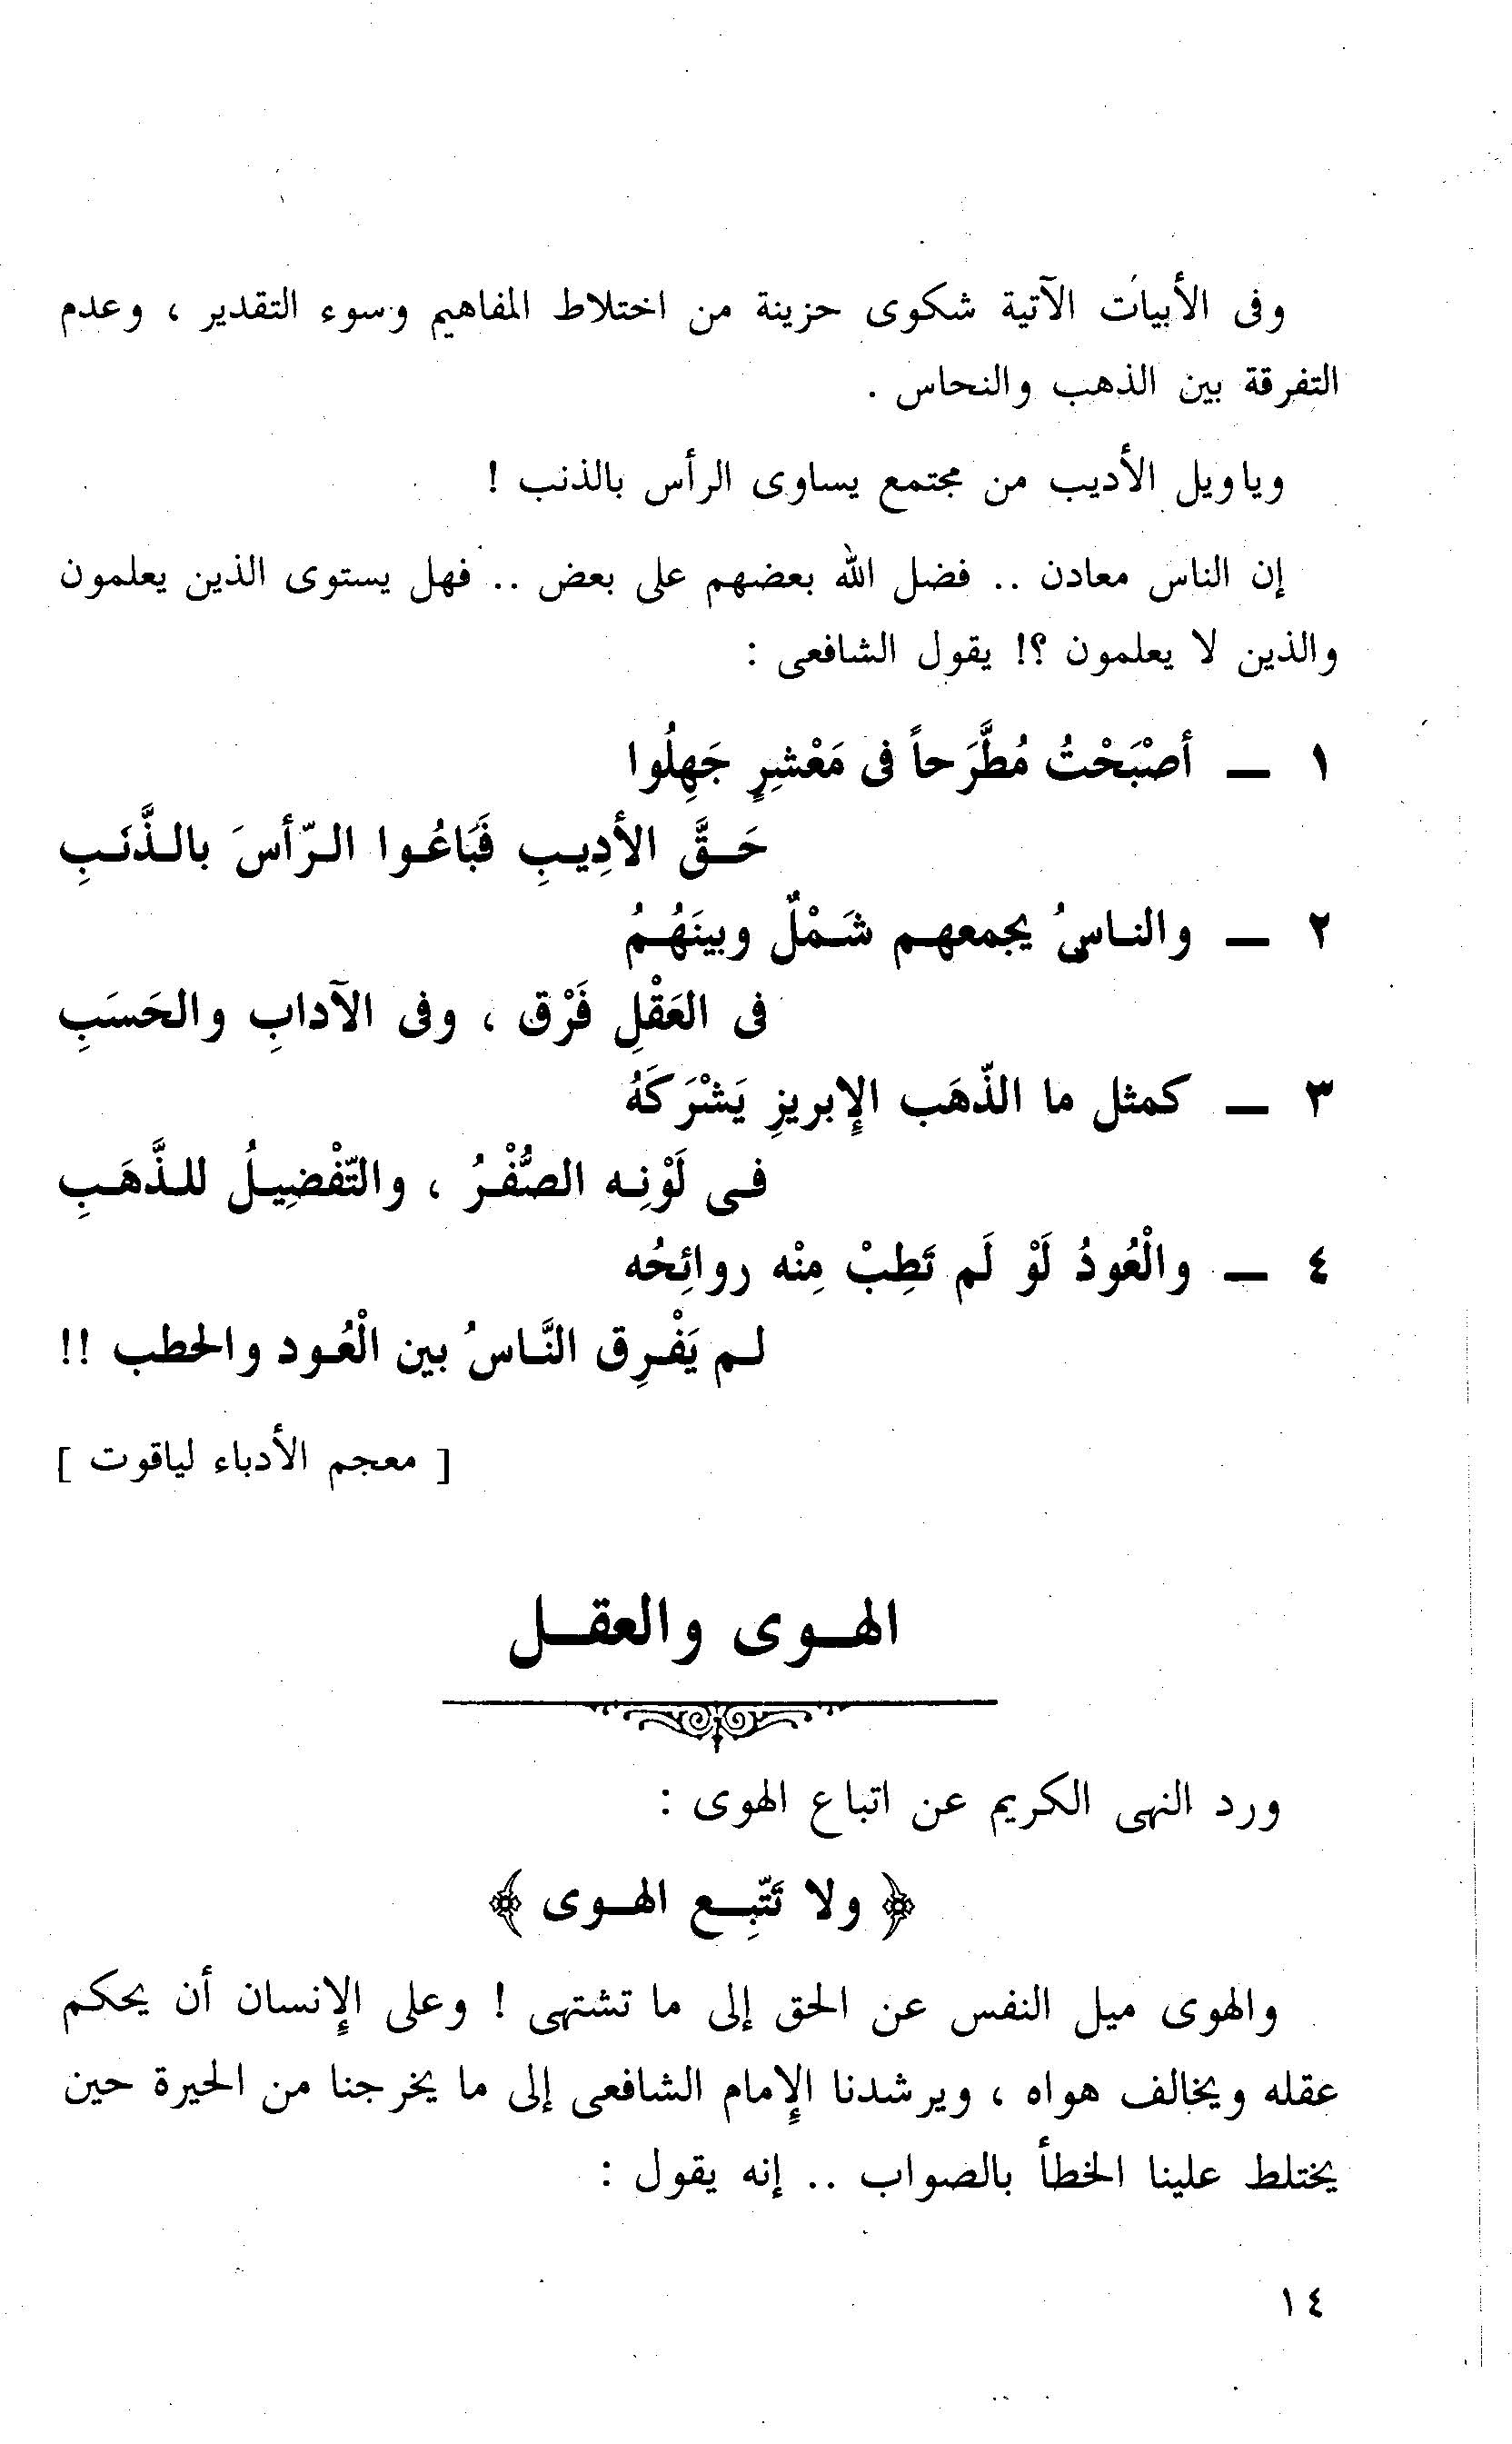 وفى الأبيات الآتية شكوى حزينة من اختلاط المفاهيم وسوء التقدير ، وعدم
التفرقة بين الذهب والنحاس .
وياويل الأديب من مجتمع يساوى الرأس بالذنب !
إن الناس معادن .. فضل الله بعضهم على بعض .. فهل يستوى الذين يعلمون
والذين لا يعلمون ؟! يقول الشافعى :
١ — أصْبَحْتُ مُطَّرَحاً فى مَعْشرٍ جَهِلُوا
حَـقَّ الأدِيـبِ فَبَاعُـوا الـرّأسَ بالـذَّنَـبِ
٢ — والنـاسُ يجمعهـم شَـمْلٌ وبينَهُـمُ
فى العَقْلِ فَرْق ، وفى الآدابِ والحَسَبِ
٣ — كمثل ما الذّهَب الإبريزِ يَشْرَكَهُ
فـى لَوْنِـه الصُّفْـرُ ، والتّفْضِيـلُ للـذَّهَـبِ
٤ — والْعُودُ لَوْ لَم تَطِبْ مِنْه روائِحُه
لـم يَفْـرِق النَّـاسُ بين الْعُـود والحطب !!
[ معجم الأدباء لياقوت ]
الهـوى والعقـل
ورد النهى الكريم عن اتباع الهوى :
﴿ ولا تَتّبِـع الهـوى ﴾
والهوى ميل النفس عن الحق إلى ما تشتهى ! وعلى الإنسان أن يحكم
عقله ويخالف هواه ، ويرشدنا الإمام الشافعى إلى ما يخرجنا من الحيرة حين
يختلط علينا الخطأ بالصواب .. إنه يقول :
١٤